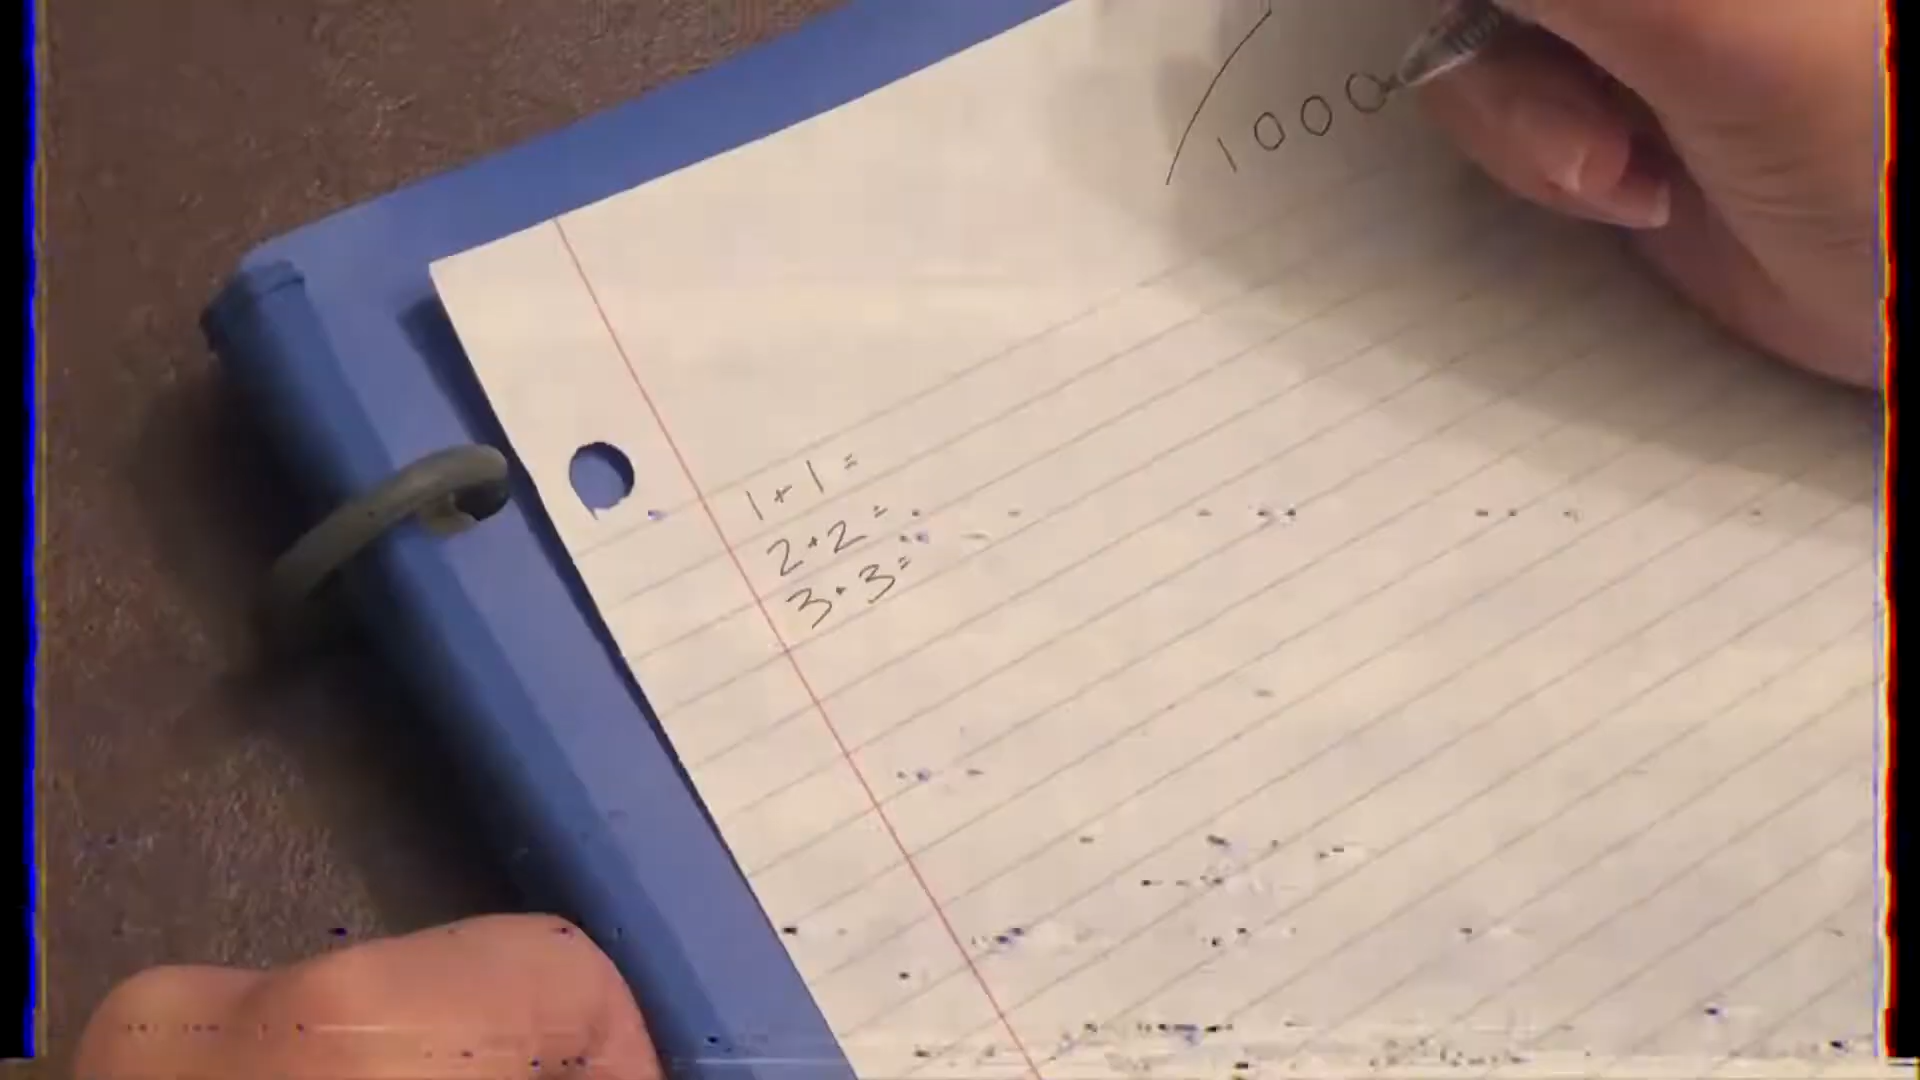 /1000
1+1=
2+2=
3+3=